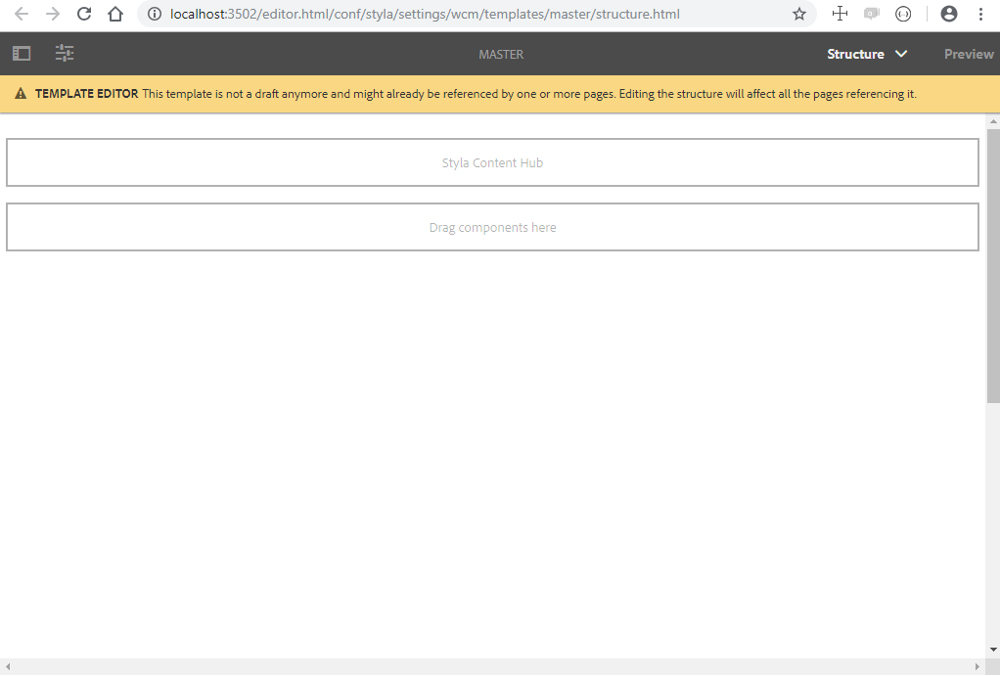 localhost:3502/editor.html/conf/styla/settings/wcm/templates/master/structure.html
MASTER Structure Preview
TEMPLATE EDITOR This template is not a draft anymore and might already be referenced by one or more pages. Editing the structure will affect all the pages referencing it.
Styla Content Hub
Drag components here